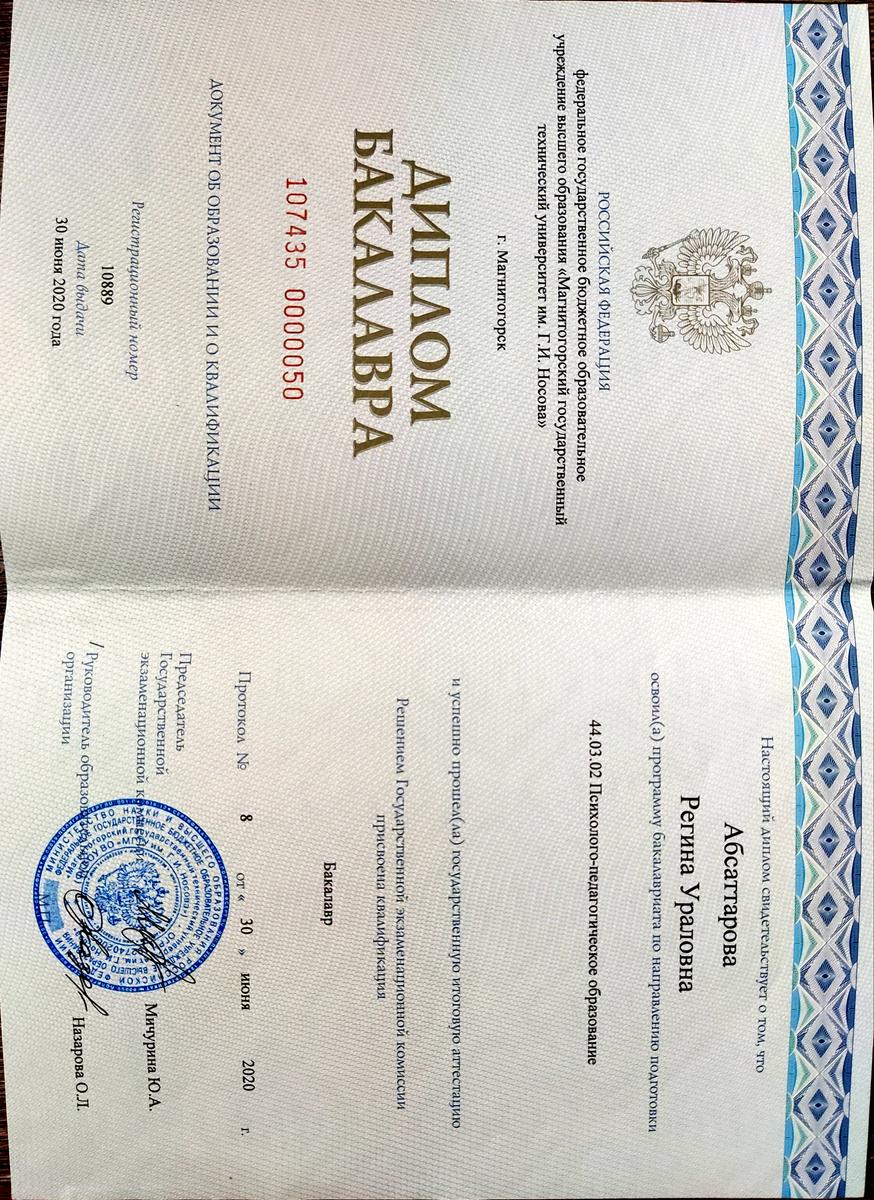 РОССИЙСКАЯ ФЕДЕРАЦИЯ
федеральное государственное бюджетное образовательное
учреждение высшего образования «Магнитогорский государственный
технический университет им. Г.И. Носова»
г. Магнитогорск
ДИПЛОМ
БАКАЛАВРА
107435 0000050
ДОКУМЕНТ ОБ ОБРАЗОВАНИИ И О КВАЛИФИКАЦИИ
Регистрационный номер
10889
Дата выдачи
30 июня 2020 года
Настоящий диплом свидетельствует о том, что
Абсаттарова
Регина Ураловна
освоил(а) программу бакалавриата по направлению подготовки
44.03.02 Психолого-педагогическое образование
и успешно прошел(ла) государственную итоговую аттестацию
Решением Государственной экзаменационной комиссии
присвоена квалификация
Бакалавр
Протокол № 8 от « 30 » июня 2020 г.
Председатель
Государственной
экзаменационной Мичурина Ю.А.
/ Руководитель
организации Назарова О.Л.
М.П.